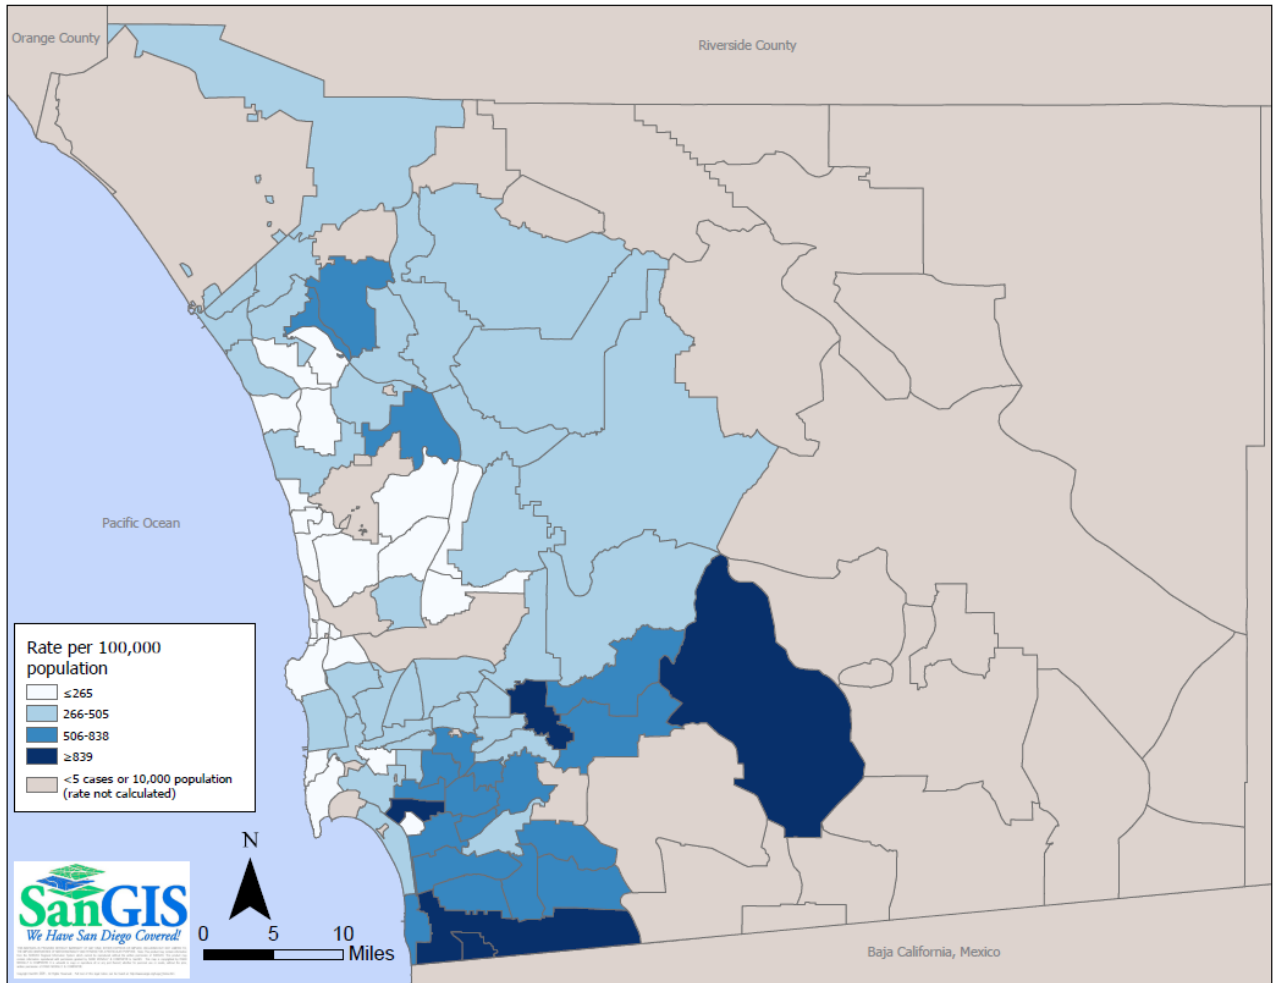 Orange County
Riverside County
Pacific Ocean
Rate per 100,000
population
≤265
266-505
506-838
≥839
<5 cases or 10,000 population
(rate not calculated)
N
SanGIS
We Have San Diego Covered!
0 5 10
Miles
Baja California, Mexico